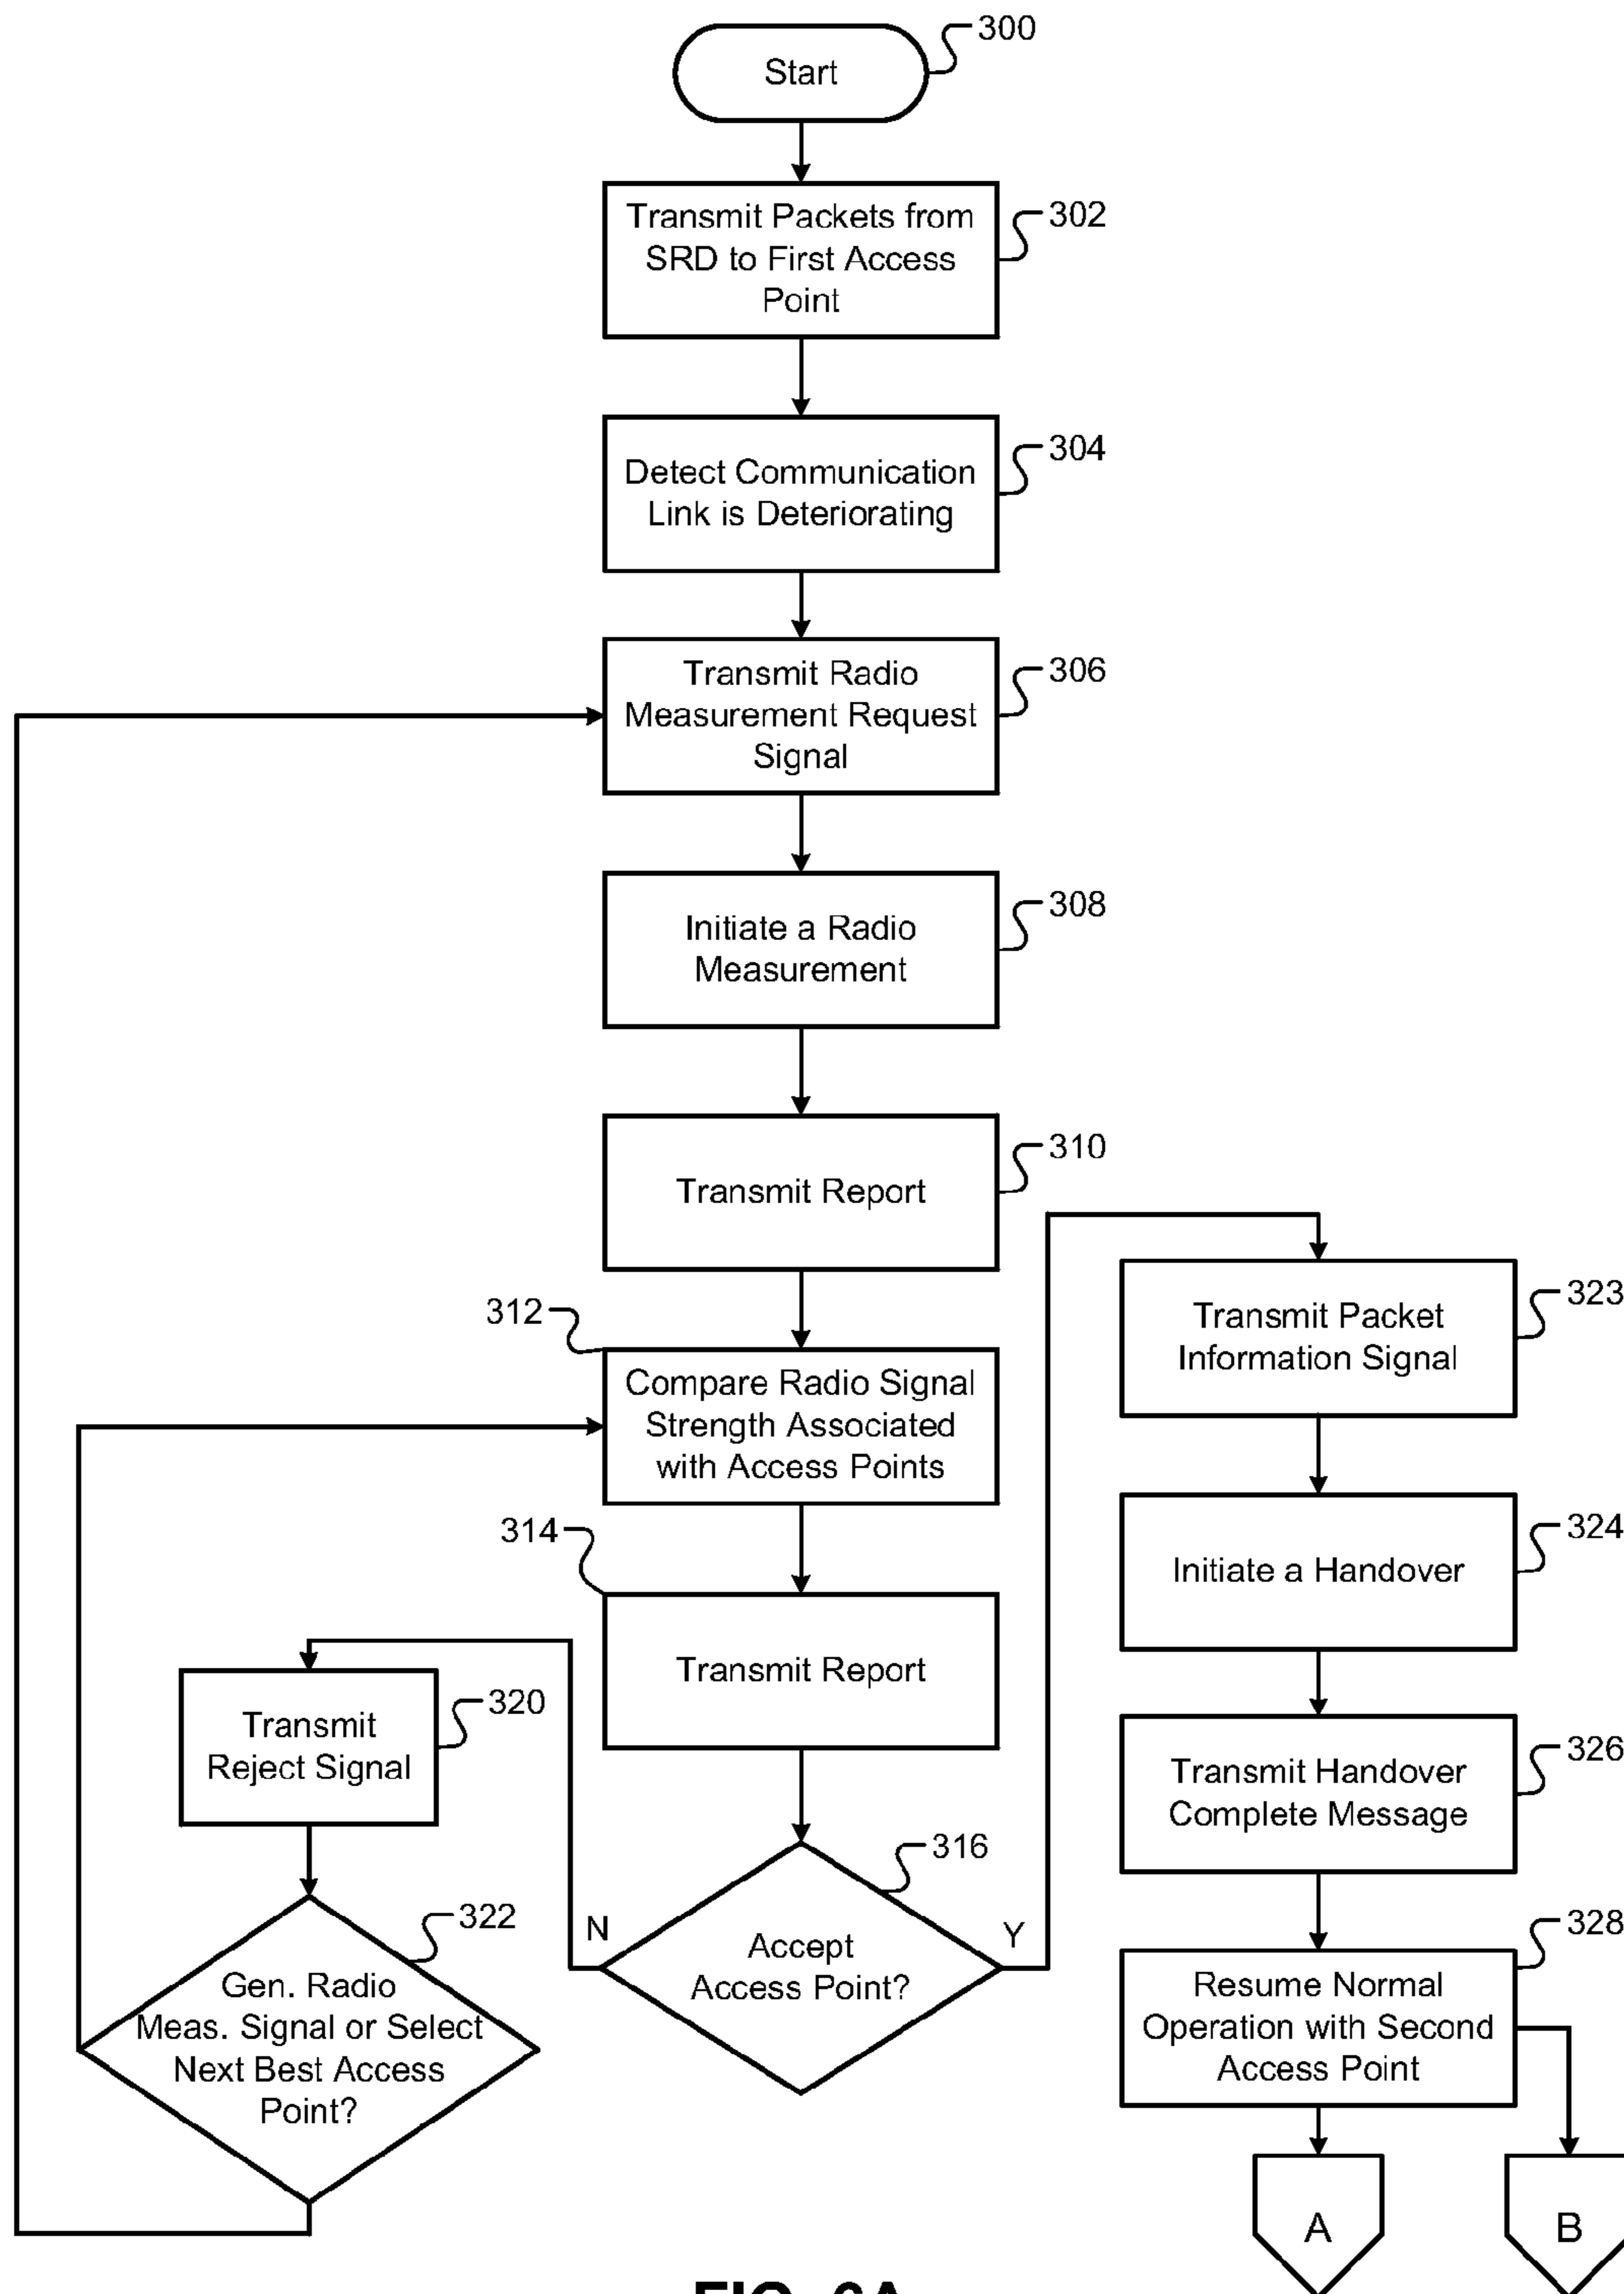 Start
300
Transmit Packets from
SRD to First Access
Point
302
Detect Communication
Link is Deteriorating
304
Transmit Radio
Measurement Request
Signal
306
Initiate a Radio
Measurement
308
Transmit Report
310
312
Compare Radio Signal
Strength Associated
with Access Points
314
Transmit Report
316
Accept
Access Point?
N
Y
Transmit
Reject Signal
320
322
Gen. Radio
Meas. Signal or Select
Next Best Access
Point?
Transmit Packet
Information Signal
323
Initiate a Handover
324
Transmit Handover
Complete Message
326
Resume Normal
Operation with Second
Access Point
328
A
B
FIG. 6A